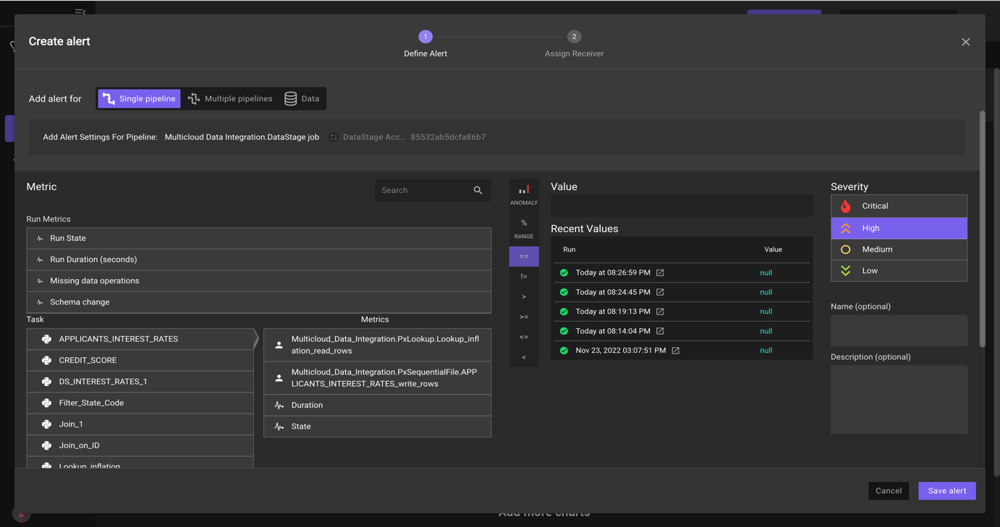 Create alert
1
Define Alert
2
Assign Receiver
Add alert for
Single pipeline
Multiple pipelines
Data
Add Alert Settings For Pipeline: Multicloud Data Integration.DataStage job DataStage Acc... 85532ab5dcfa86b7
Metric
Search
Run Metrics
Run State
Run Duration (seconds)
Missing data operations
Schema change
Task
APPLICANTS_INTEREST_RATES
CREDIT_SCORE
DS_INTEREST_RATES_1
Filter_State_Code
Join_1
Join_on_ID
Lookup_inflation
Metrics
Multicloud_Data_Integration.PxLookup.Lookup_infl
ation_read_rows
Multicloud_Data_Integration.PxSequentialFile.APP
LICANTS_INTEREST_RATES_write_rows
Duration
State
ANOMALY
%
RANGE
==
!=
>
>=
<=
<
Value
Recent Values
Run Value
Today at 08:26:59 PM null
Today at 08:24:45 PM null
Today at 08:19:13 PM null
Today at 08:14:04 PM null
Nov 23, 2022 03:07:51 PM null
Severity
Critical
High
Medium
Low
Name (optional)
Description (optional)
Cancel
Save alert
Add more charts